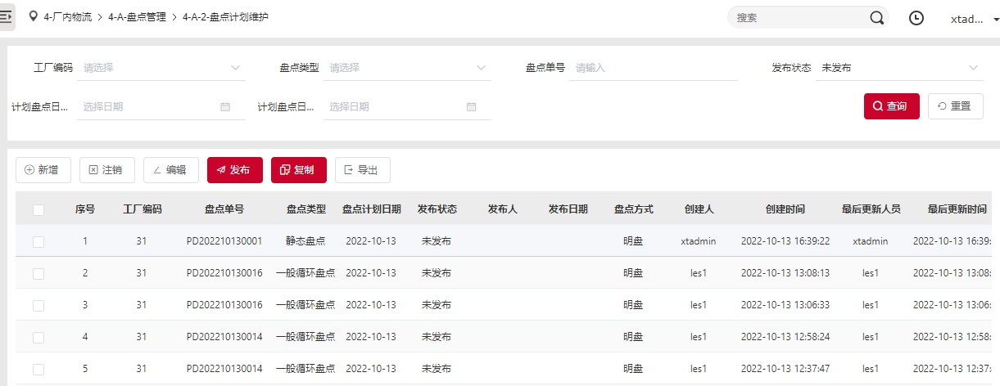 4-厂内物流 > 4-A-盘点管理 > 4-A-2-盘点计划维护 搜索 xtad...
工厂编码 请选择 盘点类型 请选择 盘点单号 请输入 发布状态 未发布
计划盘点日... 选择日期 计划盘点日... 选择日期 查询 重置
新增 注销 编辑 发布 复制 导出
序号 工厂编码 盘点单号 盘点类型 盘点计划日期 发布状态 发布人 发布日期 盘点方式 创建人 创建时间 最后更新人员 最后更新时间
1 31 PD202210130001 静态盘点 2022-10-13 未发布 明盘 xtadmin 2022-10-13 16:39:22 xtadmin 2022-10-13 16:39:
2 31 PD202210130016 一般循环盘点 2022-10-13 未发布 明盘 les1 2022-10-13 13:08:13 les1 2022-10-13 13:08:
3 31 PD202210130016 一般循环盘点 2022-10-13 未发布 明盘 les1 2022-10-13 13:06:33 les1 2022-10-13 13:06:
4 31 PD202210130014 一般循环盘点 2022-10-13 未发布 明盘 les1 2022-10-13 12:58:24 les1 2022-10-13 12:58:
5 31 PD202210130014 一般循环盘点 2022-10-13 未发布 明盘 les1 2022-10-13 12:37:47 les1 2022-10-13 12:37: